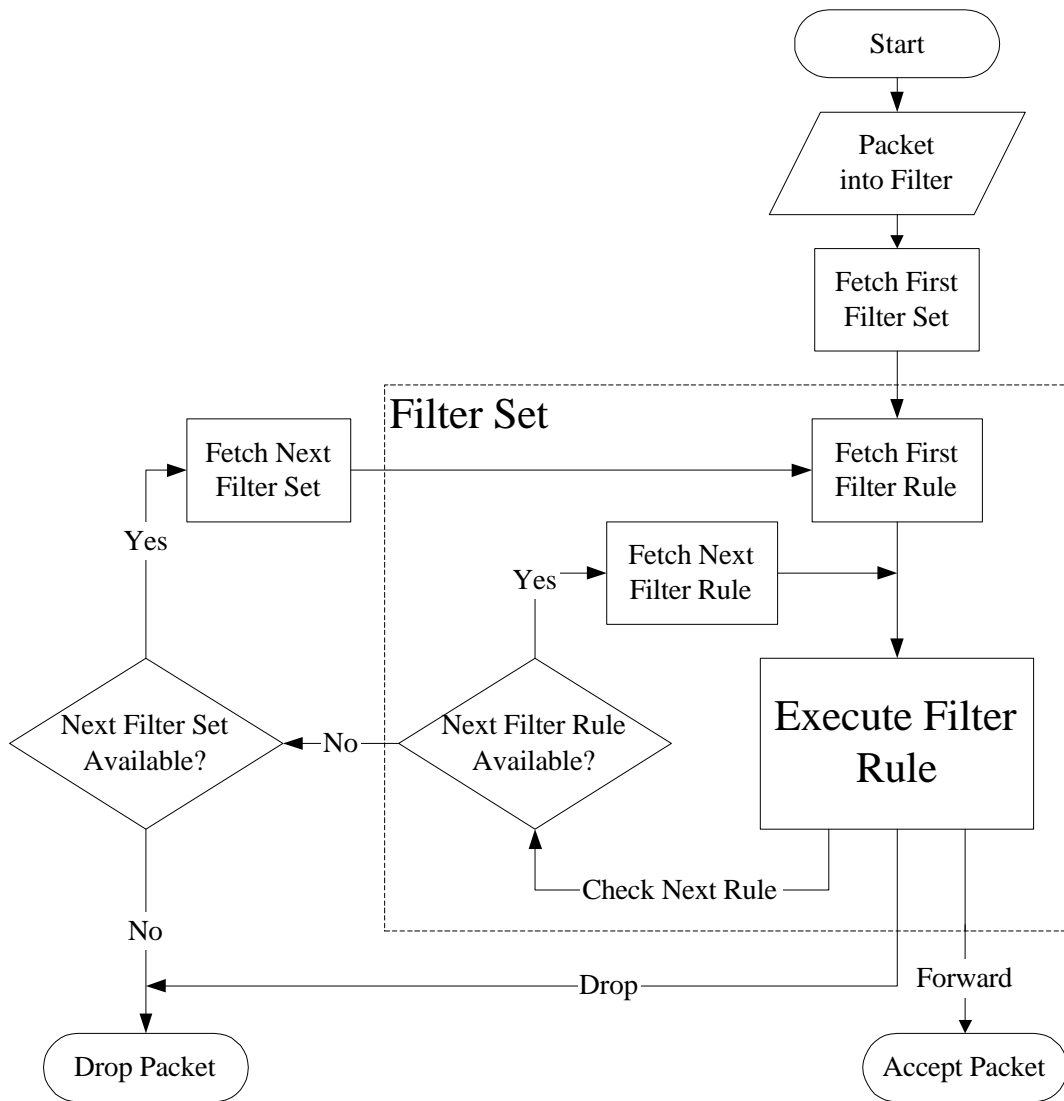 Start
Packet
into Filter
Fetch First
Filter Set
Filter Set
Fetch Next
Filter Set
Fetch First
Filter Rule
Yes
Fetch Next
Filter Rule
Yes
Next Filter Set
Available?
No
Next Filter Rule
Available?
Execute Filter
Rule
Check Next Rule
No
Drop
Forward
Drop Packet
Accept Packet